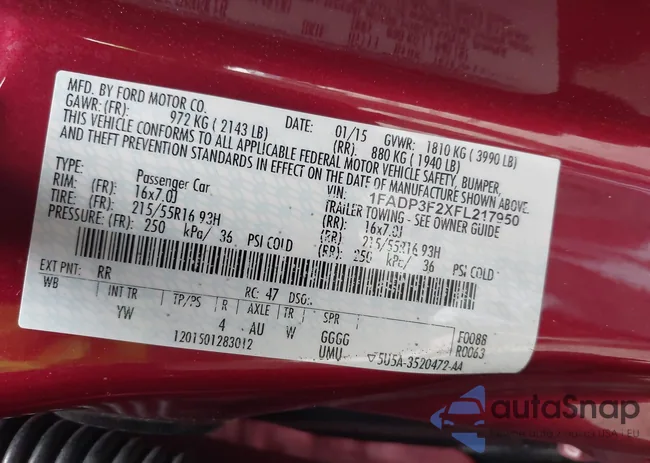 MFD. BY FORD MOTOR CO.
DATE: 01/15 GVWR: 1810 KG ( 3990 LB)
GAWR: (FR): 972 KG ( 2143 LB) (RR): 880 KG ( 1940 LB)
THIS VEHICLE CONFORMS TO ALL APPLICABLE FEDERAL MOTOR VEHICLE SAFETY, BUMPER,
AND THEFT PREVENTION STANDARDS IN EFFECT ON THE DATE OF MANUFACTURE SHOWN ABOVE.
VIN: 1FADP3F2XFL217950
TYPE: Passenger Car TRAILER TOWING - SEE OWNER GUIDE
RIM: (FR): 16x7.0J (RR): 16x7.0J
TIRE: (FR): 215/55R16 93H (RR): 215/55R16 93H
PRESSURE: (FR): 250 kPa/ 36 PSI COLD (RR): 250 kPa/ 36 PSI COLD
EXT PNT: RR RC: 47 DSO:
WB INT TR TP/PS R AXLE TR SPR
YW 4 AU W GGGG F0088
1201501283012 UMU R0063
5U5A-3520472-AA
autoSnap